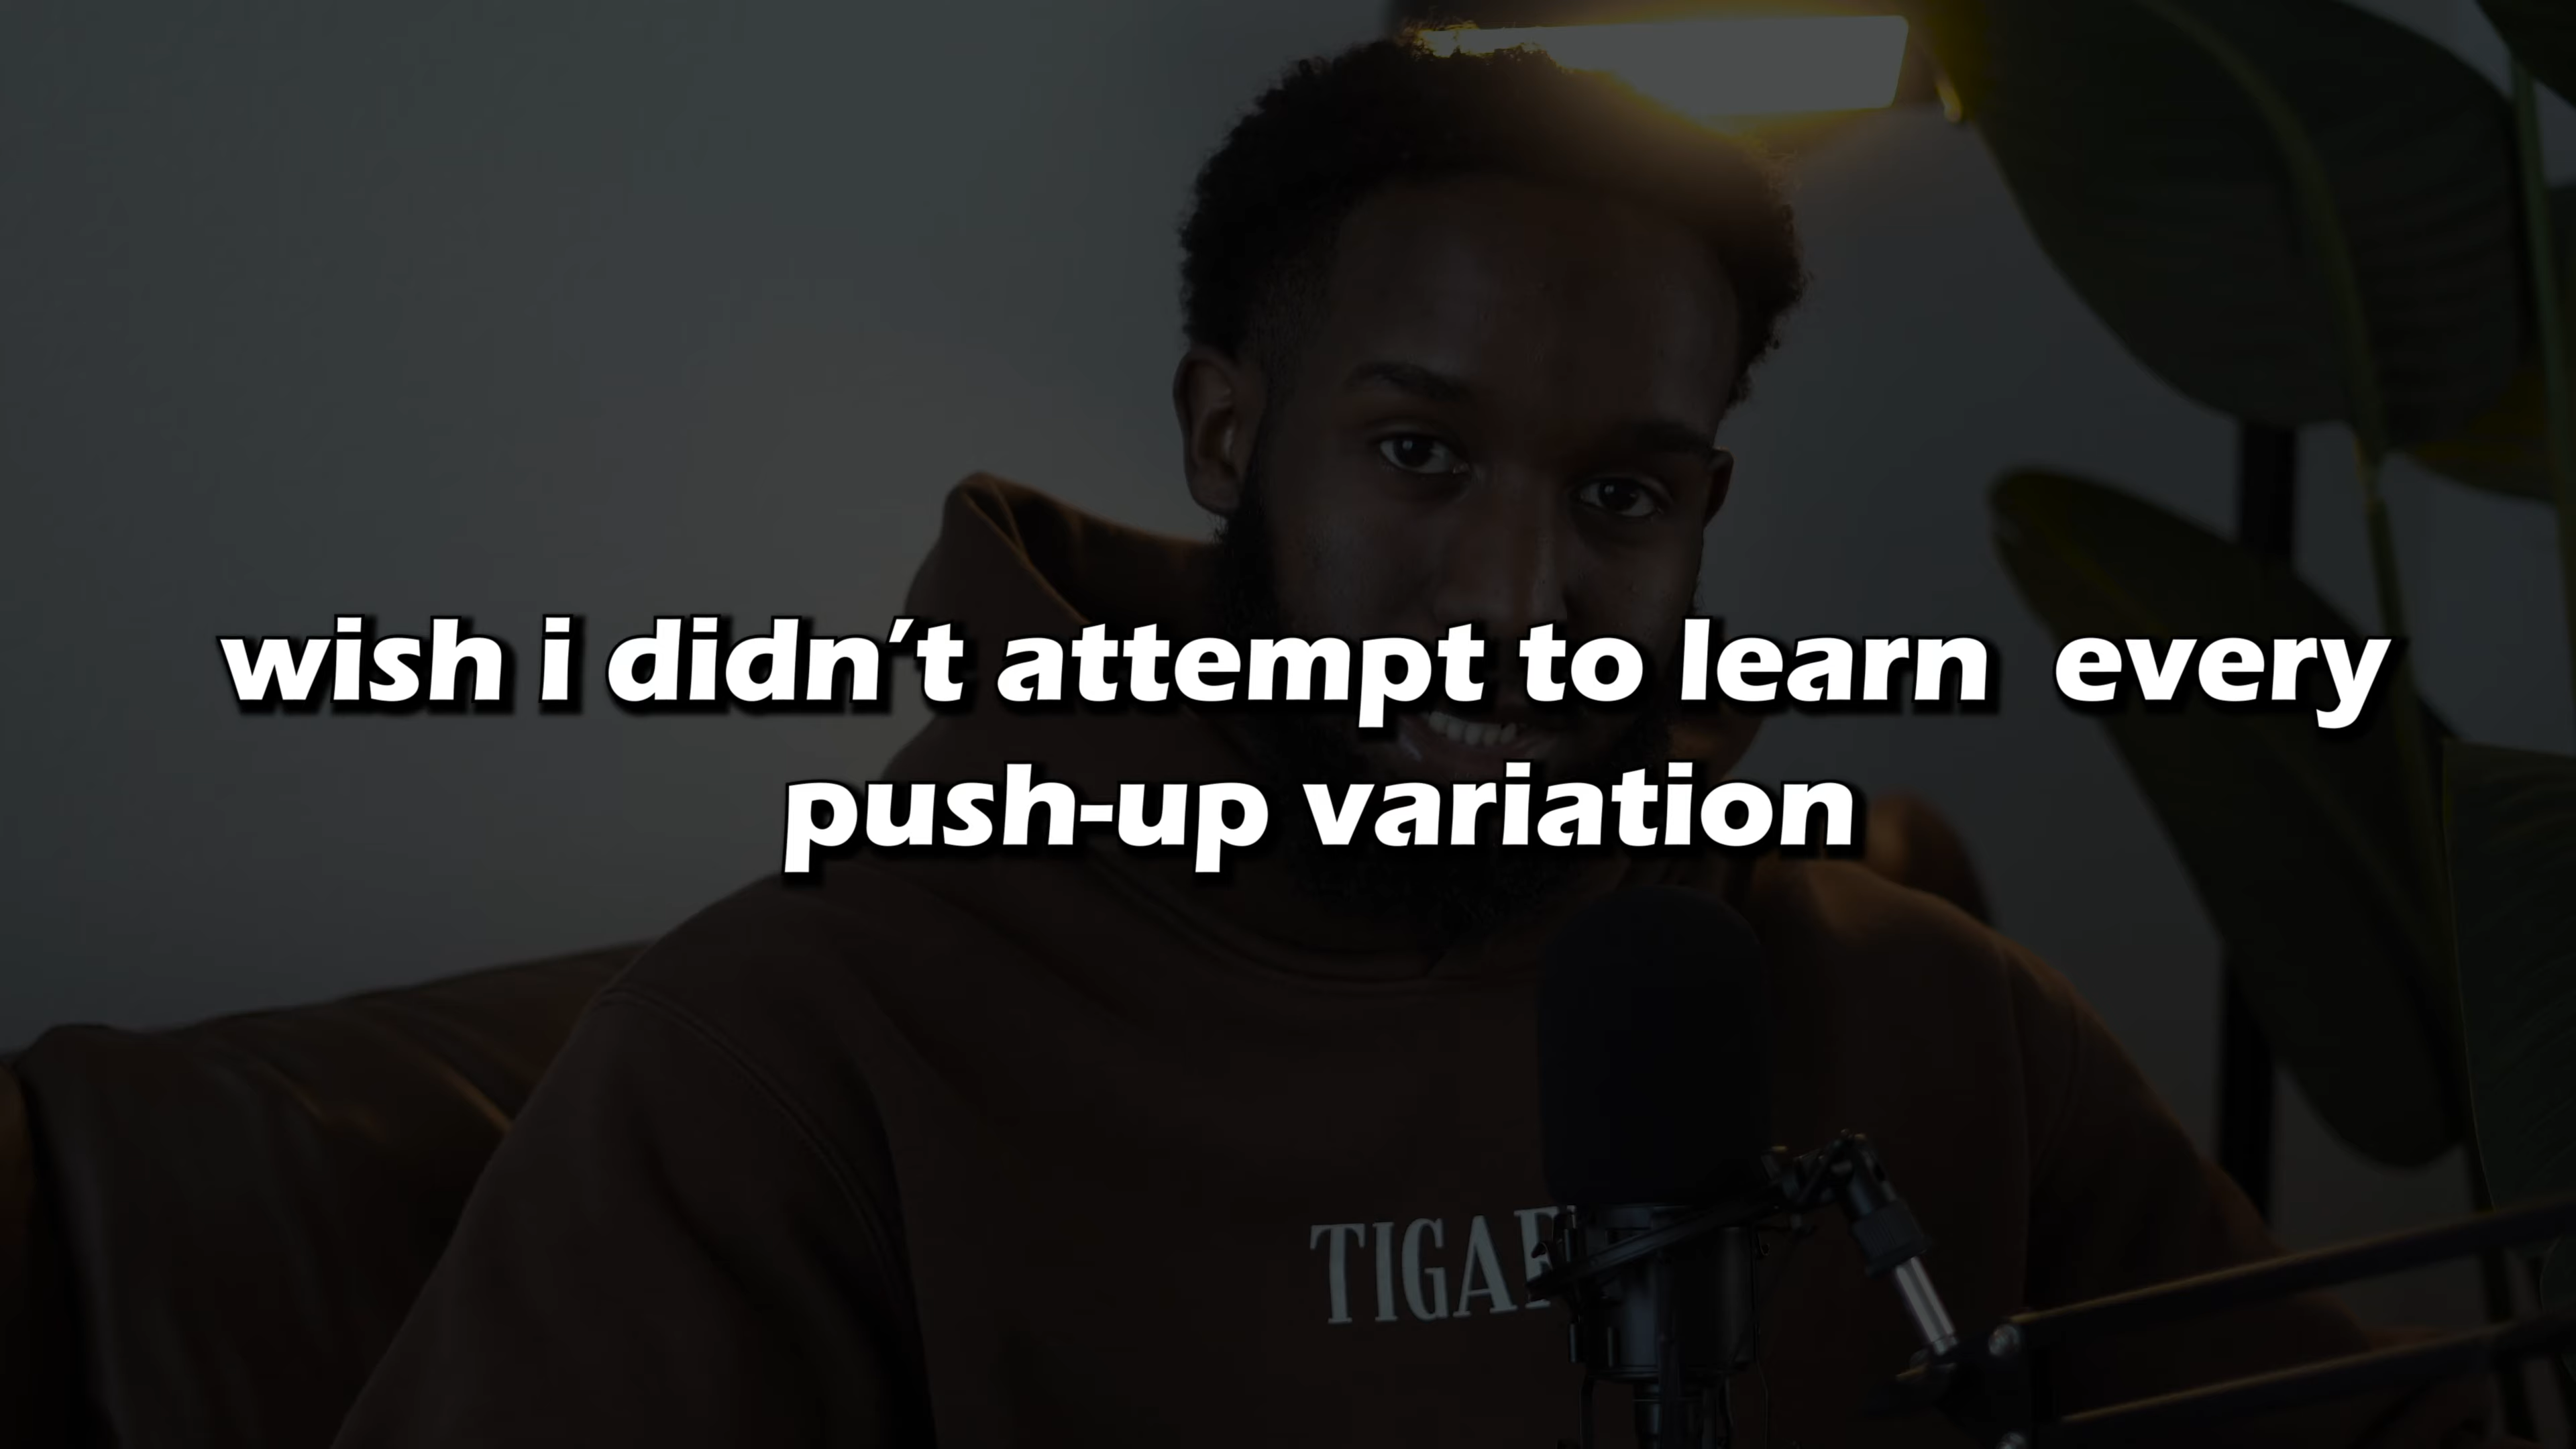 wish i didn’t attempt to learn  every
push-up variation